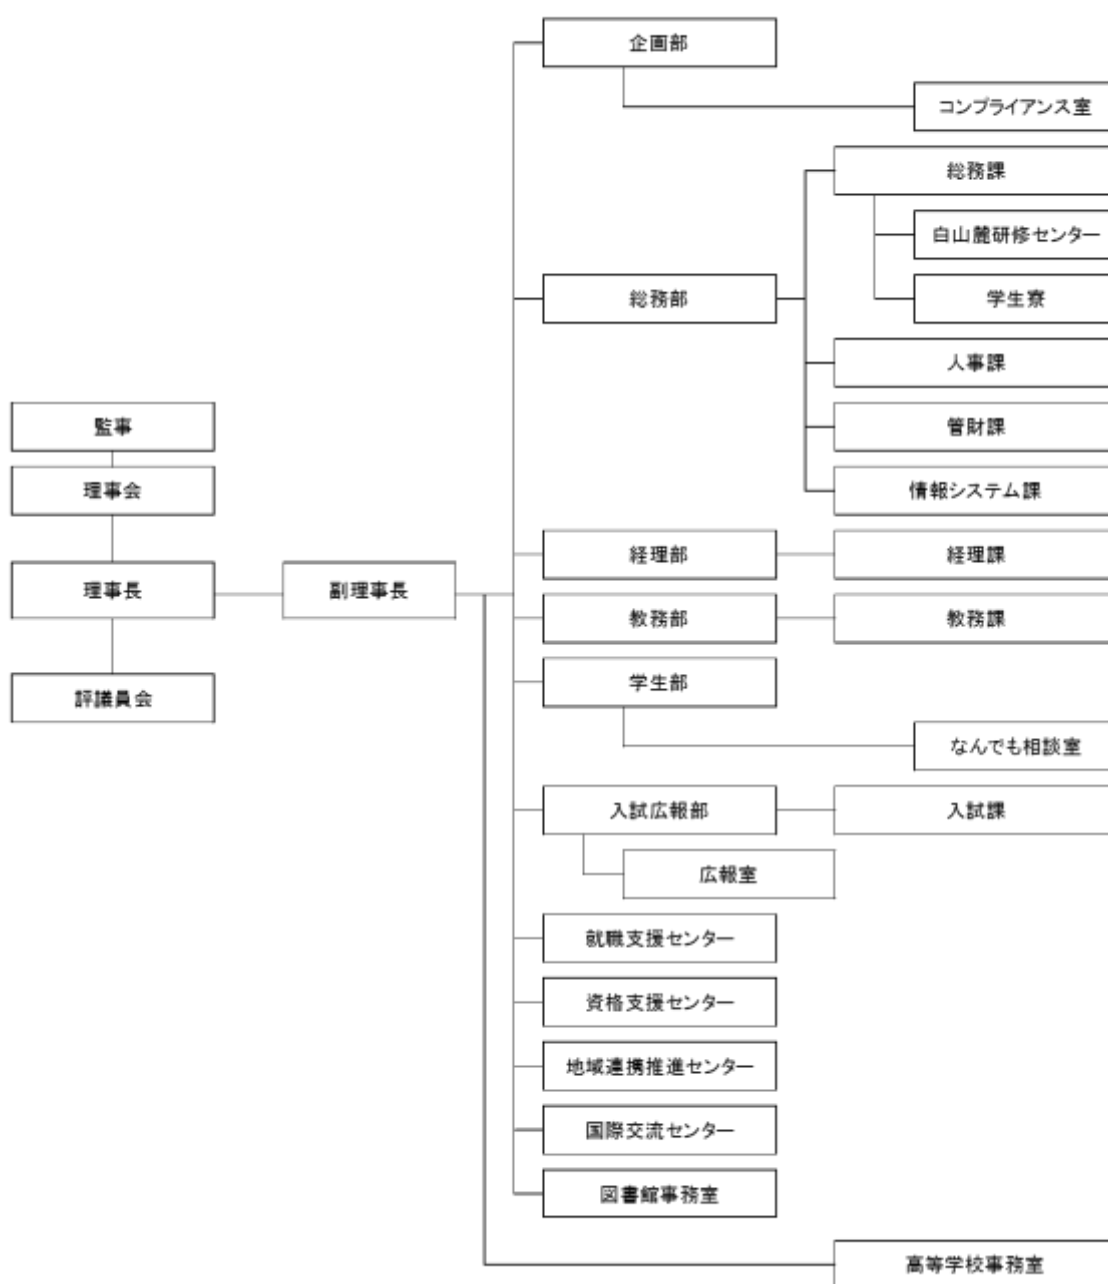 企画部
コンプライアンス室
総務課
白山麓研修センター
総務部
学生寮
人事課
監事
管財課
理事会
情報システム課
経理部
経理課
理事長
副理事長
教務部
教務課
学生部
評議員会
なんでも相談室
入試広報部
入試課
広報室
就職支援センター
資格支援センター
地域連携推進センター
国際交流センター
図書館事務室
高等学校事務室